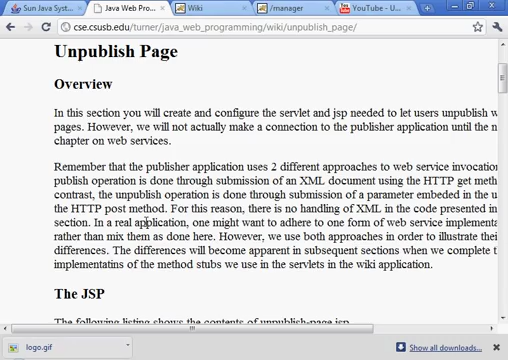 Sun Java Syste...
Java Web Pro...
Wiki
/manager
YouTube - U...
cse.csusb.edu/turner/java_web_programming/wiki/unpublish_page/
Unpublish Page
Overview
In this section you will create and configure the servlet and jsp needed to let users unpublish w
pages. However, we will not actually make a connection to the publisher application until the n
chapter on web services.
Remember that the publisher application uses 2 different approaches to web service invocation
publish operation is done through submission of an XML document using the HTTP get meth
contrast, the unpublish operation is done through submission of a parameter embeded in the u
the HTTP post method. For this reason, there is no handling of XML in the code presented in
section. In a real application, one might want to adhere to one form of web service implementa
rather than mix them as done here. However, we use both approaches in order to illustrate thei
differences. The differences will become apparent in subsequent sections when we complete t
implementatins of the method stubs we use in the servlets in the wiki application.
The JSP
The following listing shows the contents of unpublish-page.jsp
logo.gif
Show all downloads...